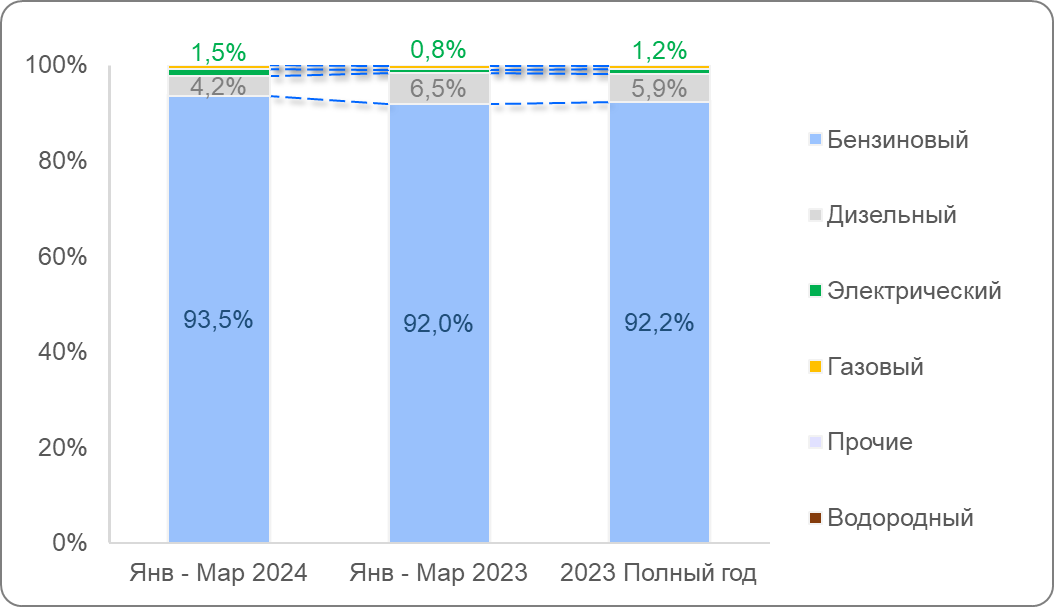 1,5%
0,8%
1,2%
100%
4,2%
6,5%
5,9%
80%
60%
40%
20%
0%
93,5%
92,0%
92,2%
Янв - Мар 2024
Янв - Мар 2023
2023 Полный год
Бензиновый
Дизельный
Электрический
Газовый
Прочие
Водородный